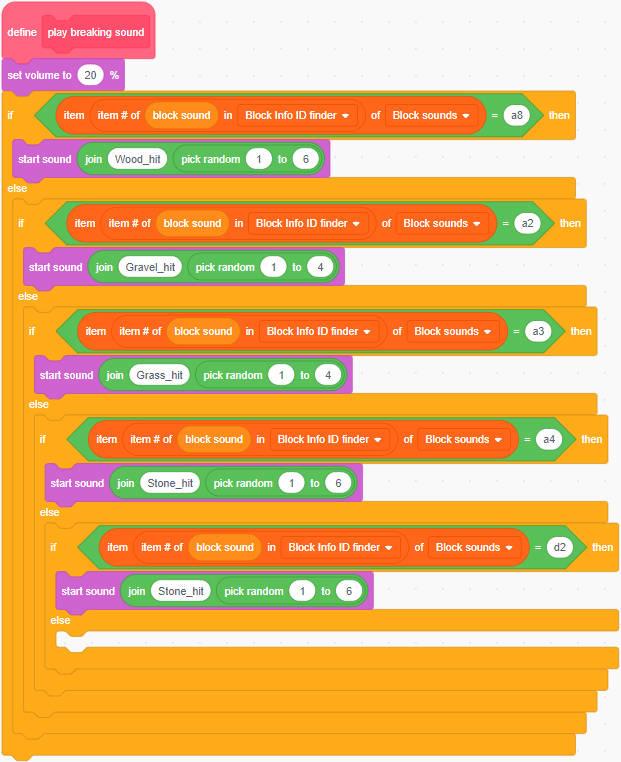 define play breaking sound
set volume to 20 %
if item item # of block sound in Block Info ID finder of Block sounds = a8 then
start sound join Wood_hit pick random 1 to 6
else
if item item # of block sound in Block Info ID finder of Block sounds = a2 then
start sound join Gravel_hit pick random 1 to 4
else
if item item # of block sound in Block Info ID finder of Block sounds = a3 then
start sound join Grass_hit pick random 1 to 4
else
if item item # of block sound in Block Info ID finder of Block sounds = a4 then
start sound join Stone_hit pick random 1 to 6
else
if item item # of block sound in Block Info ID finder of Block sounds = d2 then
start sound join Stone_hit pick random 1 to 6
else